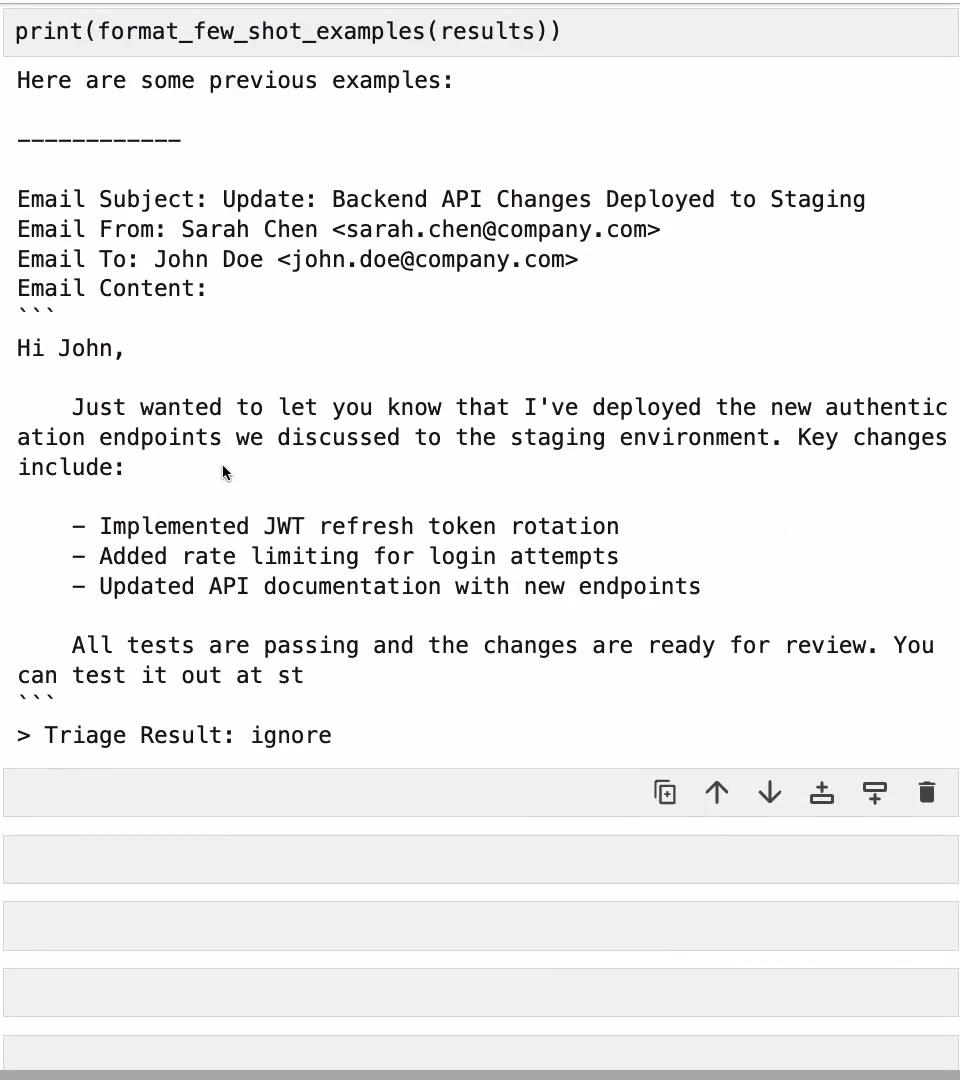 print(format_few_shot_examples(results))
Here are some previous examples:
————————————
Email Subject: Update: Backend API Changes Deployed to Staging
Email From: Sarah Chen <sarah.chen@company.com>
Email To: John Doe <john.doe@company.com>
Email Content:
```
Hi John,
Just wanted to let you know that I've deployed the new authentic
ation endpoints we discussed to the staging environment. Key changes
include:
- Implemented JWT refresh token rotation
- Added rate limiting for login attempts
- Updated API documentation with new endpoints
All tests are passing and the changes are ready for review. You
can test it out at st
```
> Triage Result: ignore